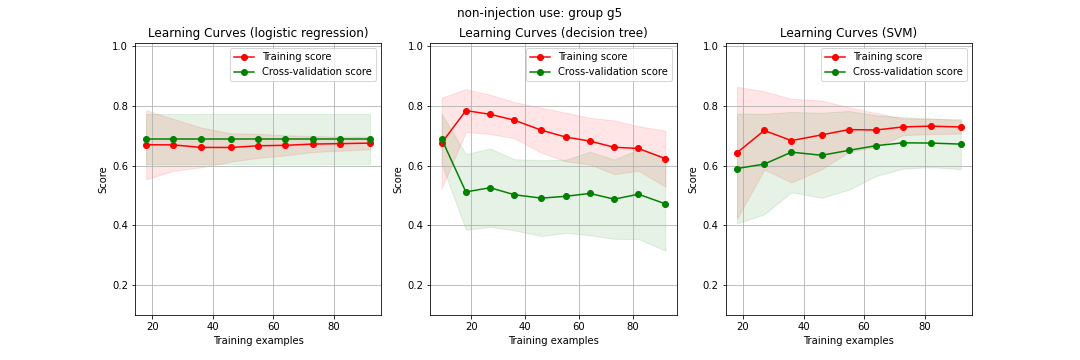 non-injection use: group g5
Learning Curves (logistic regression)
Training score
Cross-validation score
1.0
0.8
0.6
0.4
0.2
Score
20
40
60
80
Training examples
Learning Curves (decision tree)
Training score
Cross-validation score
1.0
0.8
0.6
0.4
0.2
Score
20
40
60
80
Training examples
Learning Curves (SVM)
Training score
Cross-validation score
1.0
0.8
0.6
0.4
0.2
Score
20
40
60
80
Training examples